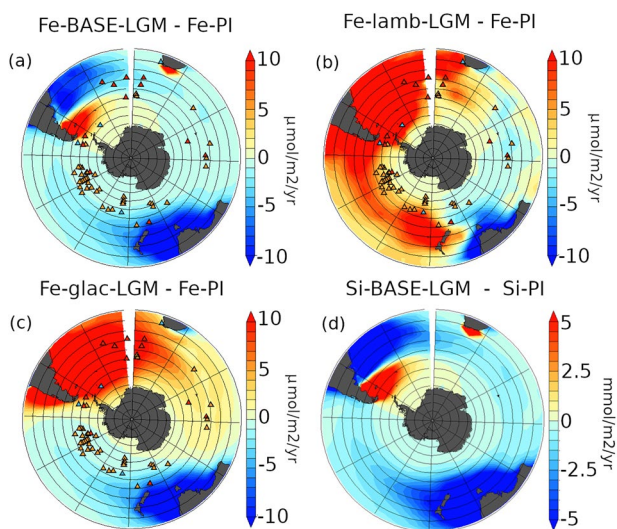 Fe-BASE-LGM - Fe-PI
Fe-lamb-LGM - Fe-PI
(a)
10
5
0
-5
-10
μmol/m2/yr
(b)
10
5
0
-5
-10
μmol/m2/yr
Fe-glac-LGM - Fe-PI
Si-BASE-LGM - Si-PI
(c)
10
5
0
-5
-10
μmol/m2/yr
(d)
5
2.5
0
-2.5
-5
mmol/m2/yr